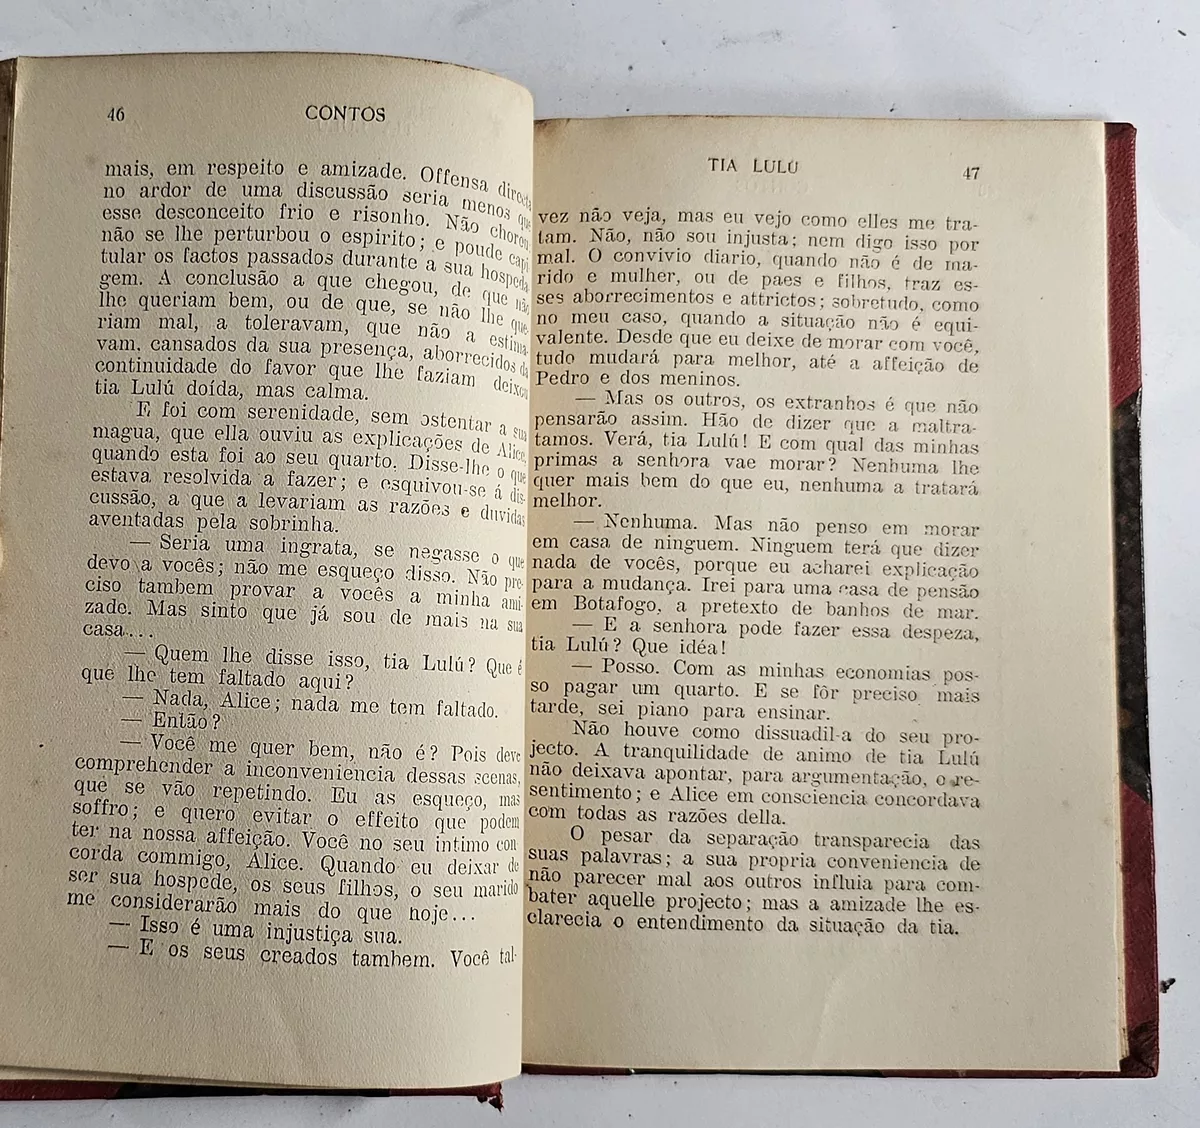 46
CONTOS
mais, em respeito e amizade. Offensa directa
no ardor de uma discussão seria menos que
esse desconceito frio e risonho. Não chorou
não se lhe perturbou o espirito; e poude capi
tular os factos passados durante a sua hospeda
gem. A conclusão a que chegou, de que não
lhe queriam bem, ou de que, se não lhe que
riam mal, a toleravam, que não a estima
vam, cansados da sua presença, aborrecidos da
continuidade do favor que lhe faziam deixou
tia Lulú doída, mas calma.
E foi com serenidade, sem ostentar a sua
magua, que ella ouviu as explicações de Alice,
quando esta foi ao seu quarto. Disse-lhe o que
estava resolvida a fazer; e esquivou-se á dis
cussão, a que a levariam as razões e duvidas
aventadas pela sobrinha.
— Seria uma ingrata, se negasse o que
devo a vocês; não me esqueço disso. Não pre-
ciso tambem provar a vocês a minha ami-
zade. Mas sinto que já sou de mais na sua
casa...
— Quem lhe disse isso, tia Lulú? Que é
que lhe tem faltado aqui?
— Nada, Alice; nada me tem faltado.
— Então?
— Você me quer bem, não é? Pois deve
comprehender a inconveniencia dessas scenas,
que se vão repetindo. Eu as esqueço, mas
soffro; e quero evitar o effeito que podem
ter na nossa affeição. Você no seu intimo con
corda commigo, Alice. Quando eu deixar de
ser sua hospede, os seus filhos, o seu marido
me considerarão mais do que hoje...
— Isso é uma injustiça sua.
— E os seus creados tambem. Você tal-
TIA LULÚ
47
vez não veja, mas eu vejo como elles me tra-
tam. Não, não sou injusta; nem digo isso por
mal. O convivio diario, quando não é de ma-
rido e mulher, ou de paes e filhos, traz es-
ses aborrecimentos e attrictos; sobretudo, como
no meu caso, quando a situação não é equi-
valente. Desde que eu deixe de morar com você,
tudo mudará para melhor, até a affeição de
Pedro e dos meninos.
— Mas os outros, os extranhos é que não
pensarão assim. Hão de dizer que a maltra-
tamos. Verá, tia Lulú! E com qual das minhas
primas a senhora vae morar? Nenhuma lhe
quer mais bem do que eu, nenhuma a tratará
melhor.
— Nenhuma. Mas não penso em morar
em casa de ninguem. Ninguem terá que dizer
nada de vocês, porque eu acharei explicação
para a mudança. Irei para uma casa de pensão
em Botafogo, a pretexto de banhos de mar.
— E a senhora pode fazer essa despeza,
tia Lulú? Que idéa!
— Posso. Com as minhas economias pos-
so pagar um quarto. E se fôr preciso mais
tarde, sei piano para ensinar.
Não houve como dissuadil-a do seu pro-
jecto. A tranquilidade de animo de tia Lulú
não deixava apontar, para argumentação, o re-
sentimento; e Alice em consciencia concordava
com todas as razões della.
O pesar da separação transparecia das
suas palavras; a sua propria conveniencia de
não parecer mal aos outros influia para com-
bater aquelle projecto; mas a amizade lhe es-
clarecia o entendimento da situação da tia.